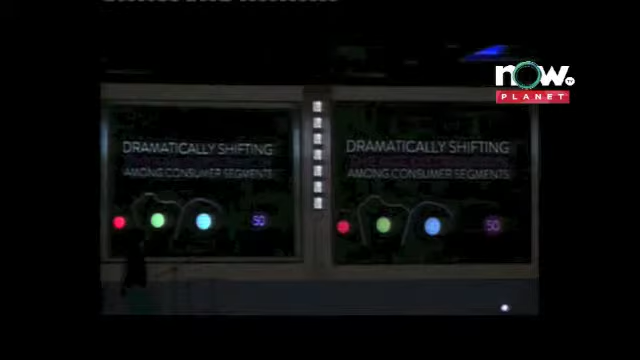 now
PLANET
DRAMATICALLY SHIFTING
AMONG CONSUMER SEGMENTS
50
DRAMATICALLY SHIFTING
AMONG CONSUMER SEGMENTS
50